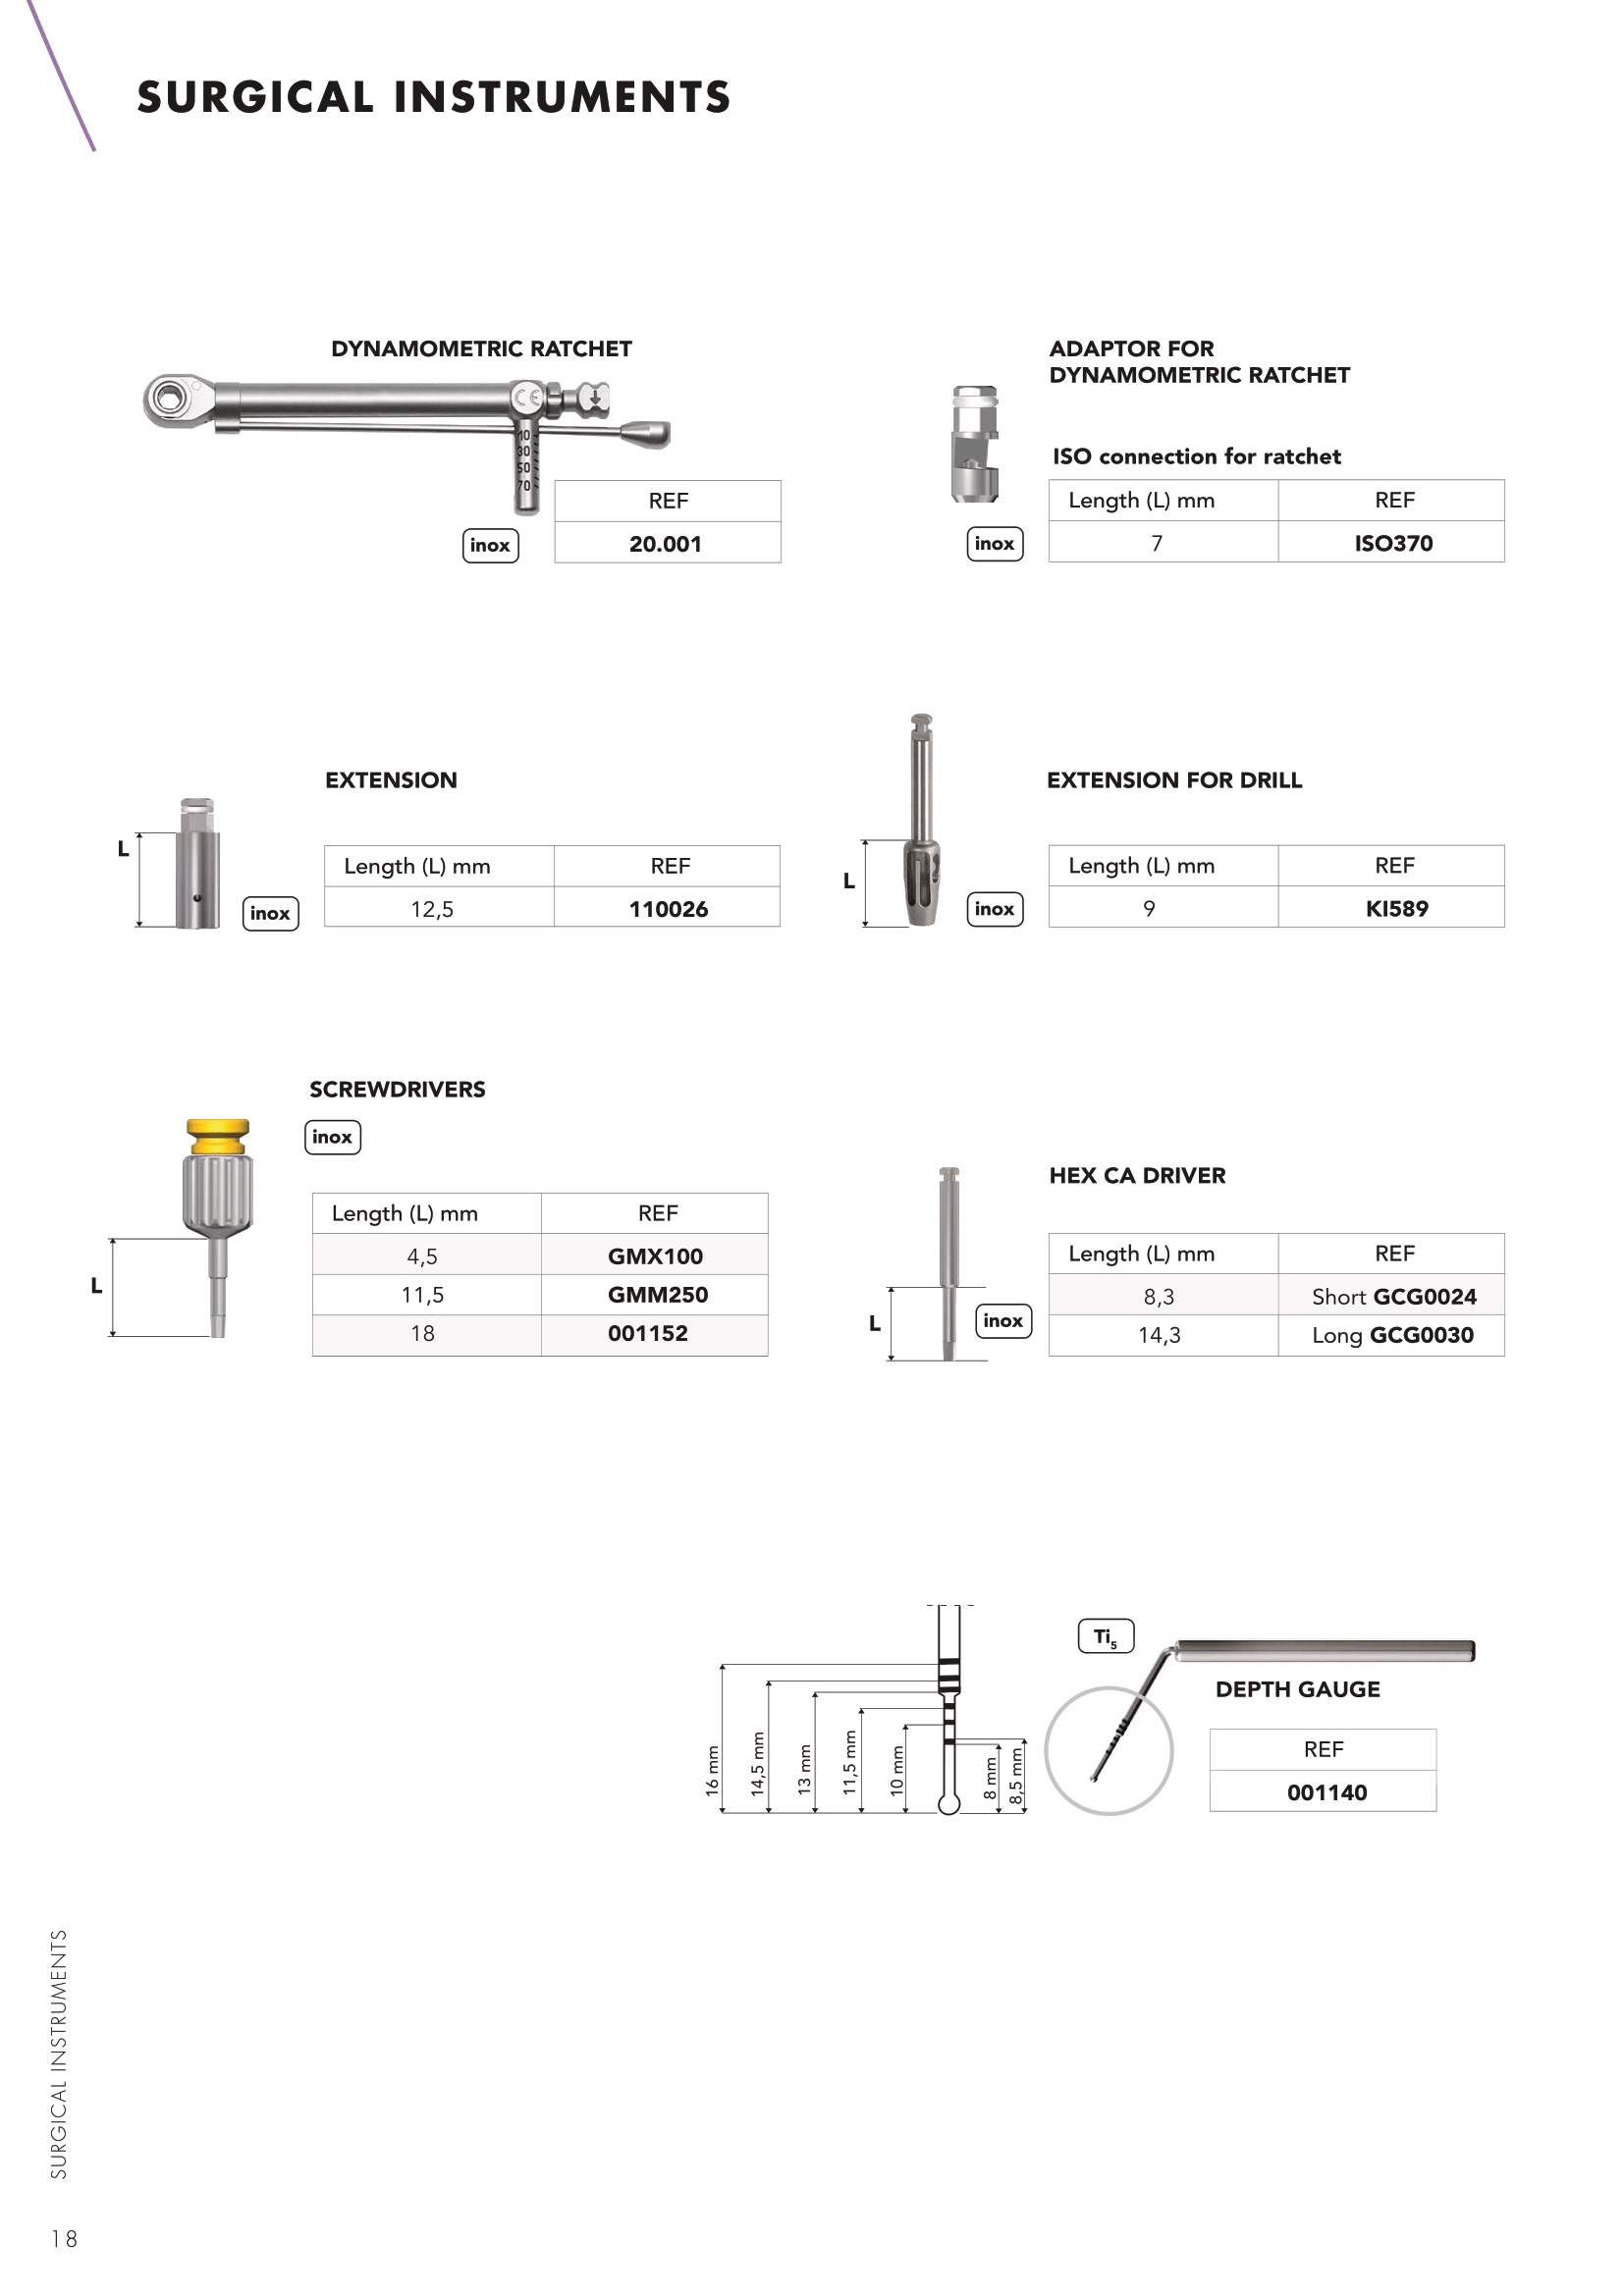 SURGICAL INSTRUMENTS
DYNAMOMETRIC RATCHET
CE
10
30
50
70
inox
REF
20.001
ADAPTOR FOR
DYNAMOMETRIC RATCHET
ISO connection for ratchet
inox
Length (L) mm REF
7 ISO370
EXTENSION
L
inox
Length (L) mm REF
12,5 110026
EXTENSION FOR DRILL
L
inox
Length (L) mm REF
9 KI589
SCREWDRIVERS
inox
L
Length (L) mm REF
4,5 GMX100
11,5 GMM250
18 001152
HEX CA DRIVER
L
inox
Length (L) mm REF
8,3 Short GCG0024
14,3 Long GCG0030
16 mm
14,5 mm
13 mm
11,5 mm
10 mm
8 mm
8,5 mm
Ti5
DEPTH GAUGE
REF
001140
SURGICAL INSTRUMENTS
18